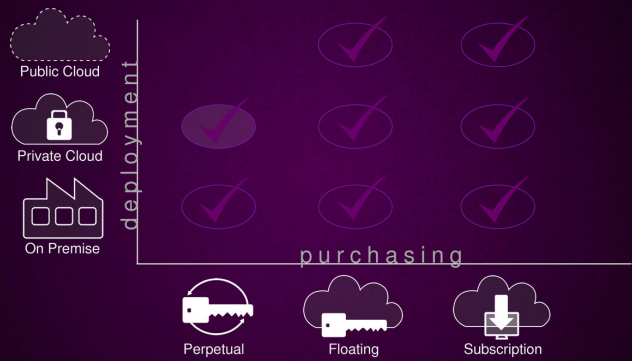 Public Cloud
Private Cloud
On Premise
deployment
purchasing
Perpetual
Floating
Subscription